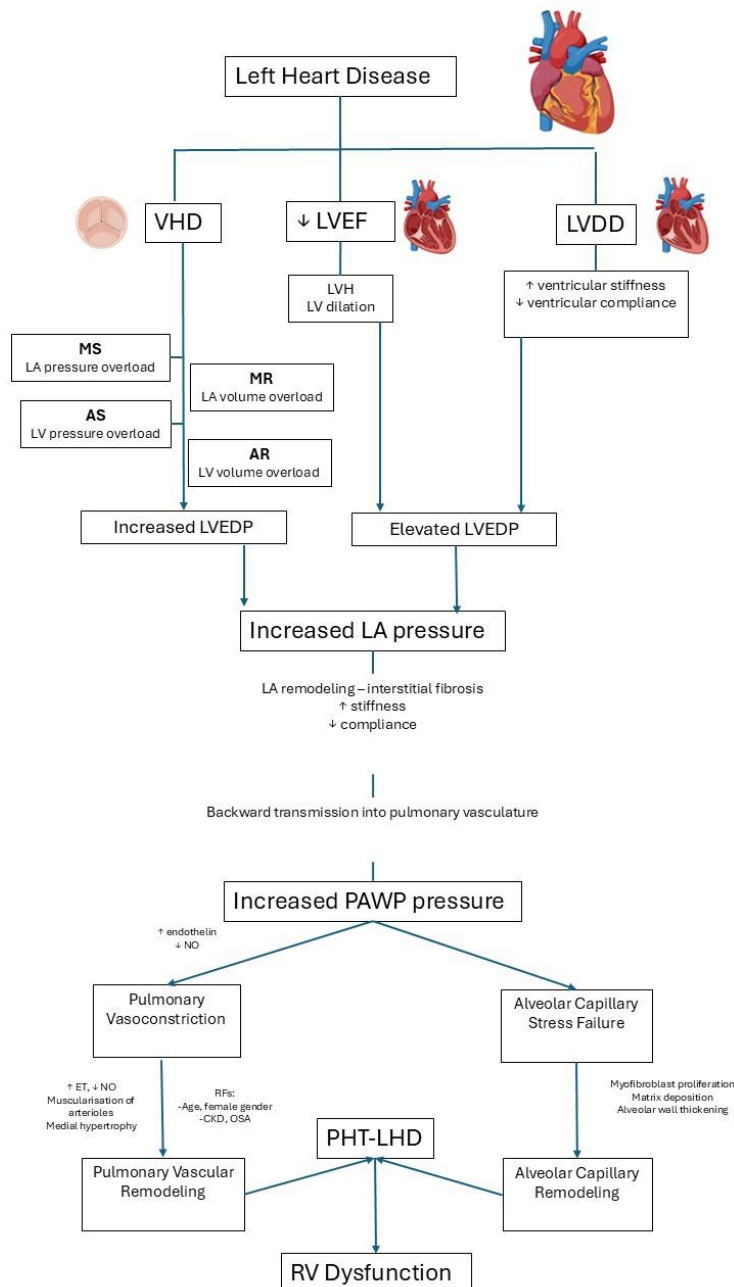 Left Heart Disease
VHD
↓ LVEF
LVDD
LVH
LV dilation
↑ ventricular stiffness
↓ ventricular compliance
MS
LA pressure overload
MR
LA volume overload
AS
LV pressure overload
AR
LV volume overload
Increased LVEDP
Elevated LVEDP
Increased LA pressure
LA remodeling – interstitial fibrosis
↑ stiffness
↓ compliance
Backward transmission into pulmonary vasculature
Increased PAWP pressure
↑ endothelin
↓ NO
Pulmonary
Vasoconstriction
Alveolar Capillary
Stress Failure
↑ ET, ↓ NO
Muscularisation of
arterioles
Medial hypertrophy
RFs:
-Age, female gender
-CKD, OSA
Myofibroblast proliferation
Matrix deposition
Alveolar wall thickening
PHT-LHD
Pulmonary Vascular
Remodeling
Alveolar Capillary
Remodeling
RV Dysfunction